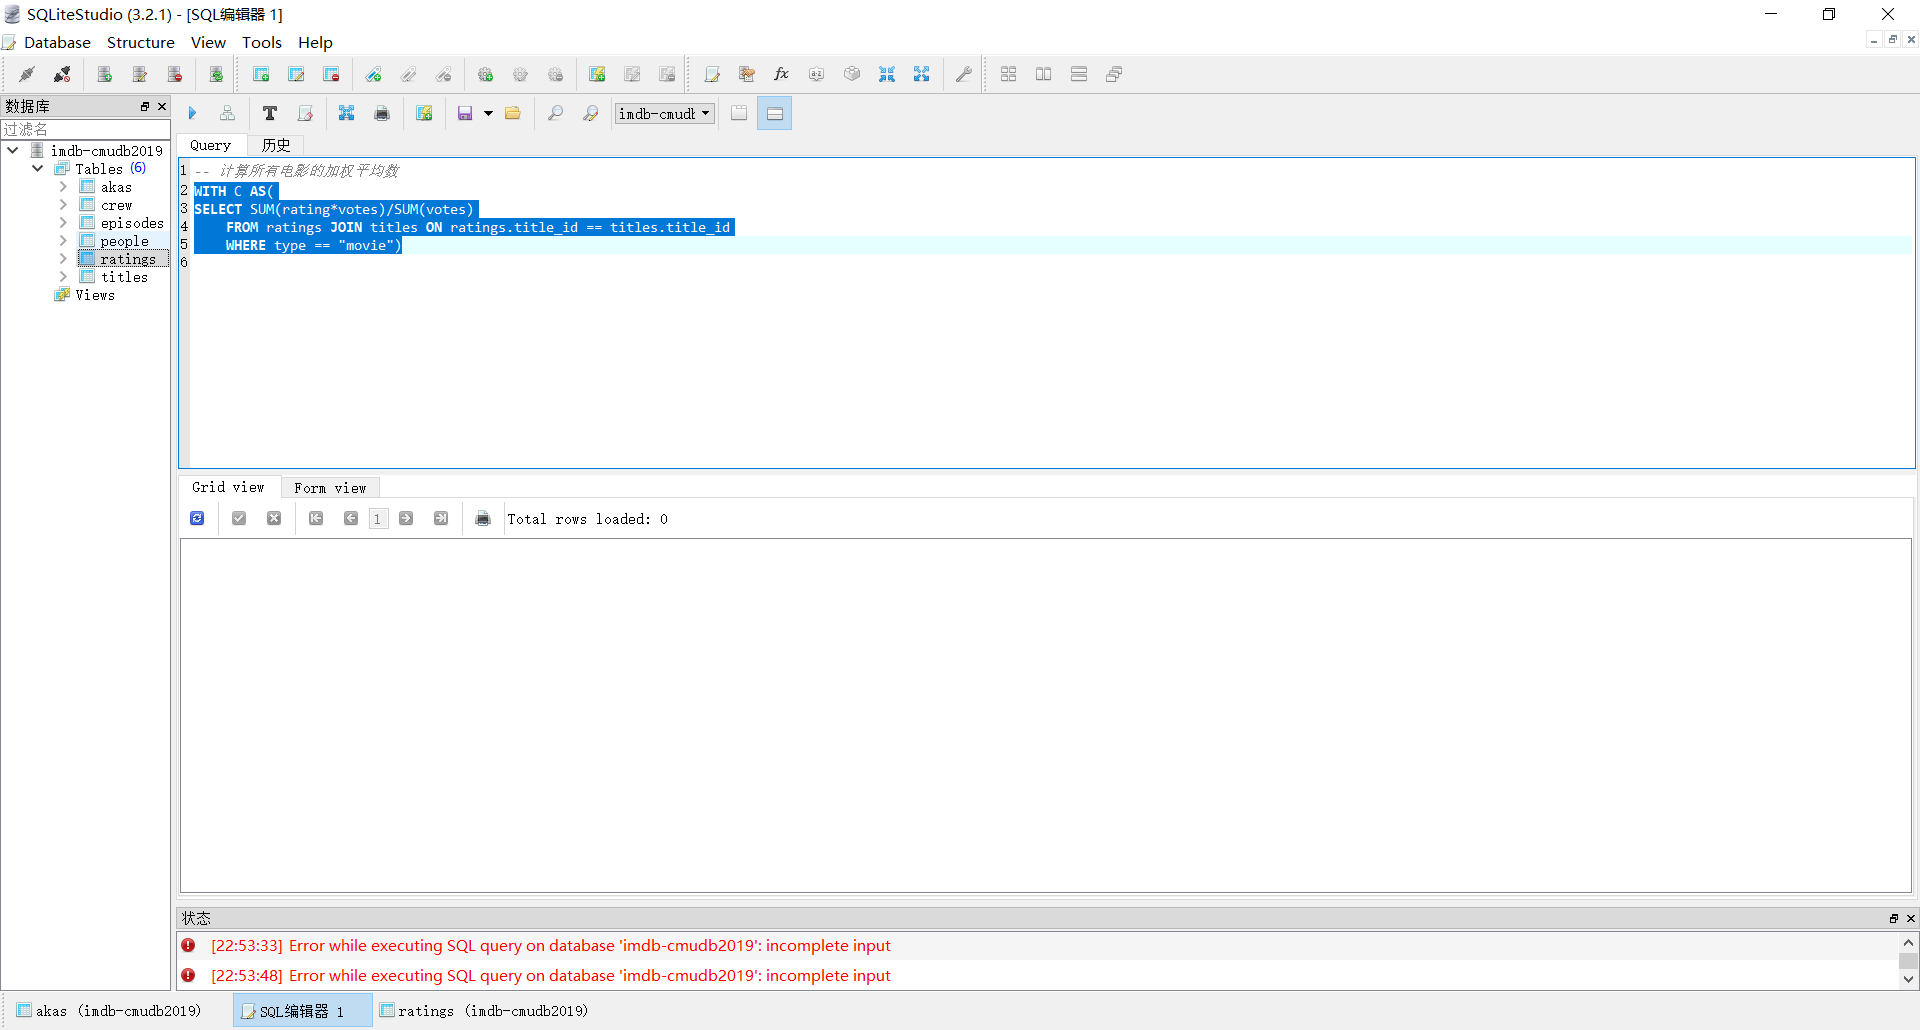 SQLiteStudio (3.2.1) - [SQL编辑器 1]
Database Structure View Tools Help
数据库
imdb-cmudb2019
过滤名
Query 历史
imdb-cmudb2019
Tables (6)
akas
crew
episodes
people
ratings
titles
Views
1 -- 计算所有电影的加权平均数
2 WITH C AS(
3 SELECT SUM(rating*votes)/SUM(votes)
4 FROM ratings JOIN titles ON ratings.title_id == titles.title_id
5 WHERE type == "movie")
6
Grid view Form view
1 Total rows loaded: 0
状态
[22:53:33] Error while executing SQL query on database 'imdb-cmudb2019': incomplete input
[22:53:48] Error while executing SQL query on database 'imdb-cmudb2019': incomplete input
akas (imdb-cmudb2019) SQL编辑器 1 ratings (imdb-cmudb2019)